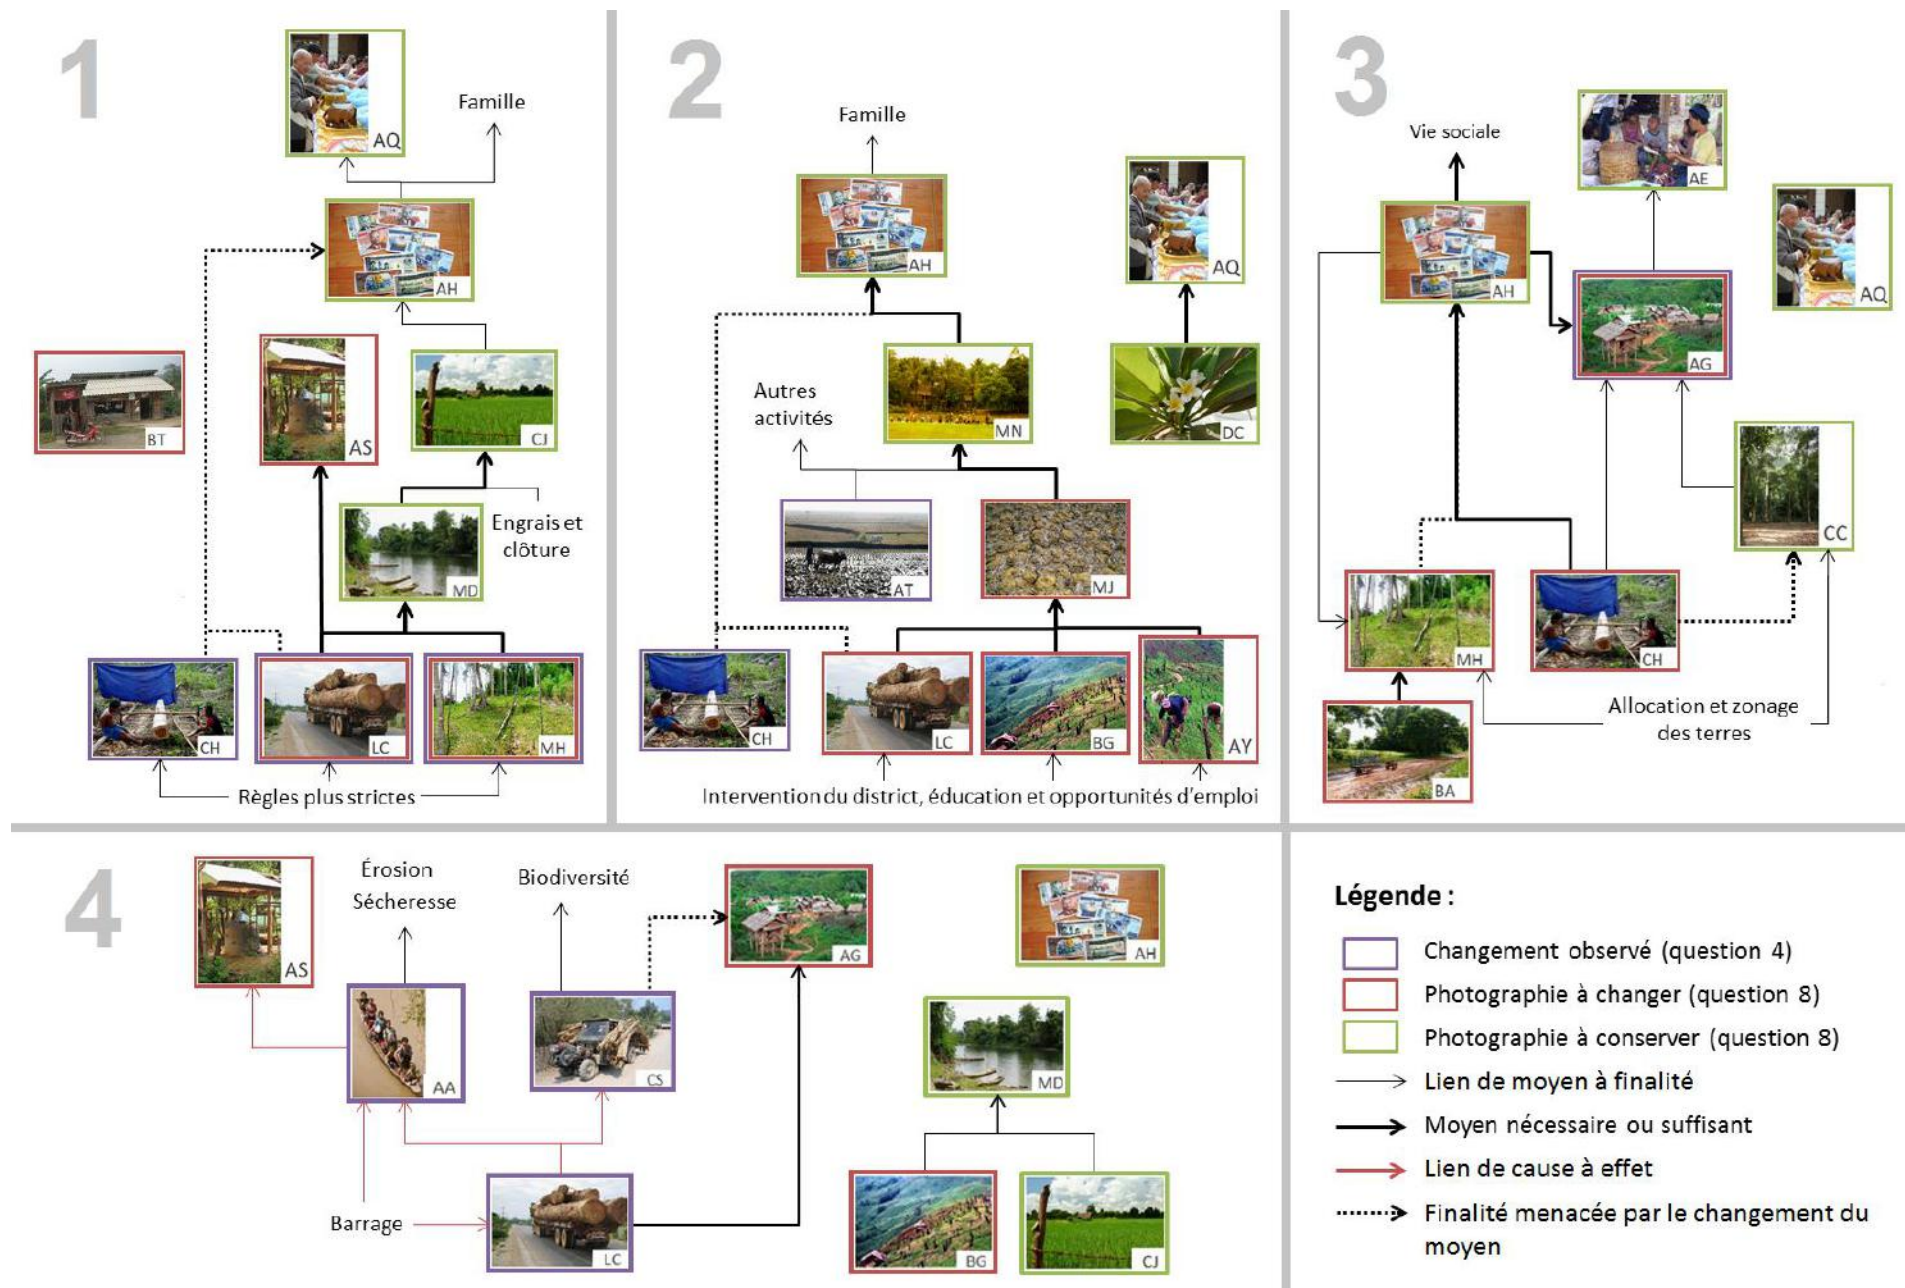 1
AQ
Famille
AH
BT
AS
CJ
MD
Engrais et
clôture
CH
LC
MH
Règles plus strictes
2
Famille
AH
AQ
MN
DC
Autres
activités
AT
MJ
CH
LC
BG
AY
Intervention du district, éducation et opportunités d'emploi
3
Vie sociale
AE
AH
AQ
AG
CC
MH
CH
Allocation et zonage
des terres
BA
4
AS
Érosion
Sécheresse
Biodiversité
AG
AH
AA
CS
MD
Barrage
LC
BG
CJ
Légende :
Changement observé (question 4)
Photographie à changer (question 8)
Photographie à conserver (question 8)
Lien de moyen à finalité
Moyen nécessaire ou suffisant
Lien de cause à effet
Finalité menacée par le changement du
moyen